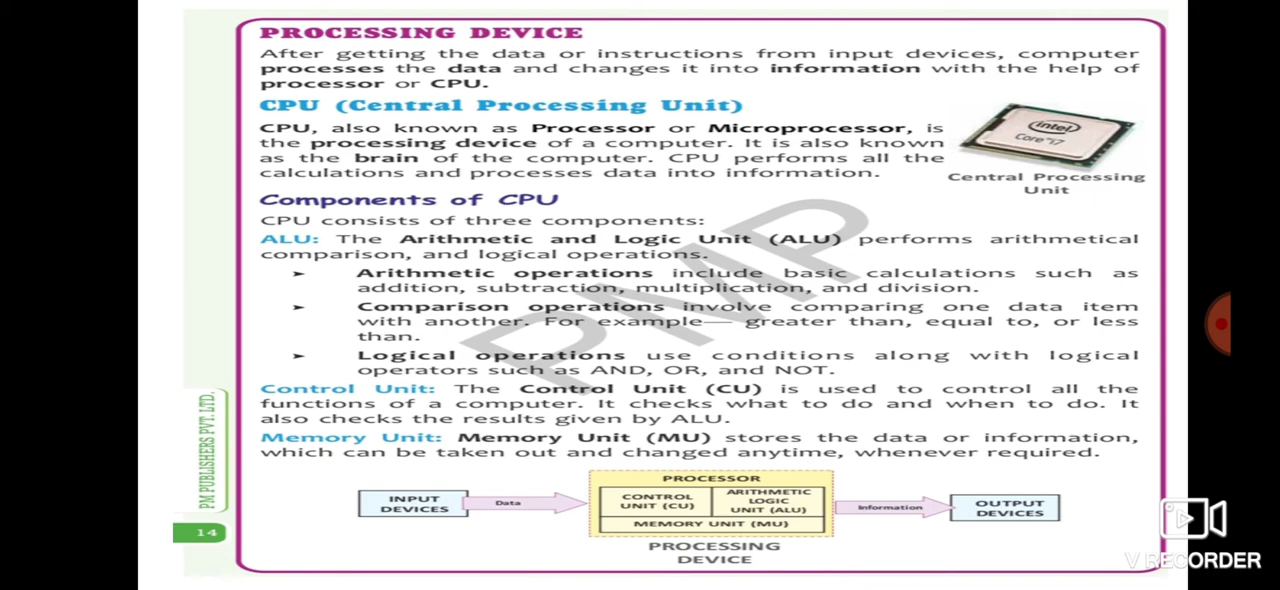 PROCESSING DEVICE
After getting the data or instructions from input devices, computer
processes the data and changes it into information with the help of
processor or CPU.
CPU (Central Processing Unit)
CPU, also known as Processor or Microprocessor, is
the processing device of a computer. It is also known
as the brain of the computer. CPU performs all the
calculations and processes data into information.
intel
Core i7
Central Processing
Unit
Components of CPU
CPU consists of three components:
ALU: The Arithmetic and Logic Unit (ALU) performs arithmetical
comparison, and logical operations.
➤ Arithmetic operations include basic calculations such as
addition, subtraction, multiplication, and division.
➤ Comparison operations involve comparing one data item
with another. For example— greater than, equal to, or less
than.
➤ Logical operations use conditions along with logical
operators such as AND, OR, and NOT.
Control Unit: The Control Unit (CU) is used to control all the
functions of a computer. It checks what to do and when to do. It
also checks the results given by ALU.
Memory Unit: Memory Unit (MU) stores the data or information,
which can be taken out and changed anytime, whenever required.
PMP
INPUT
DEVICES
Data
PROCESSOR
CONTROL
UNIT (CU)
ARITHMETIC
LOGIC
UNIT (ALU)
MEMORY UNIT (MU)
Information
OUTPUT
DEVICES
PROCESSING
DEVICE
PM PUBLISHERS PVT. LTD.
14
V RECORDER